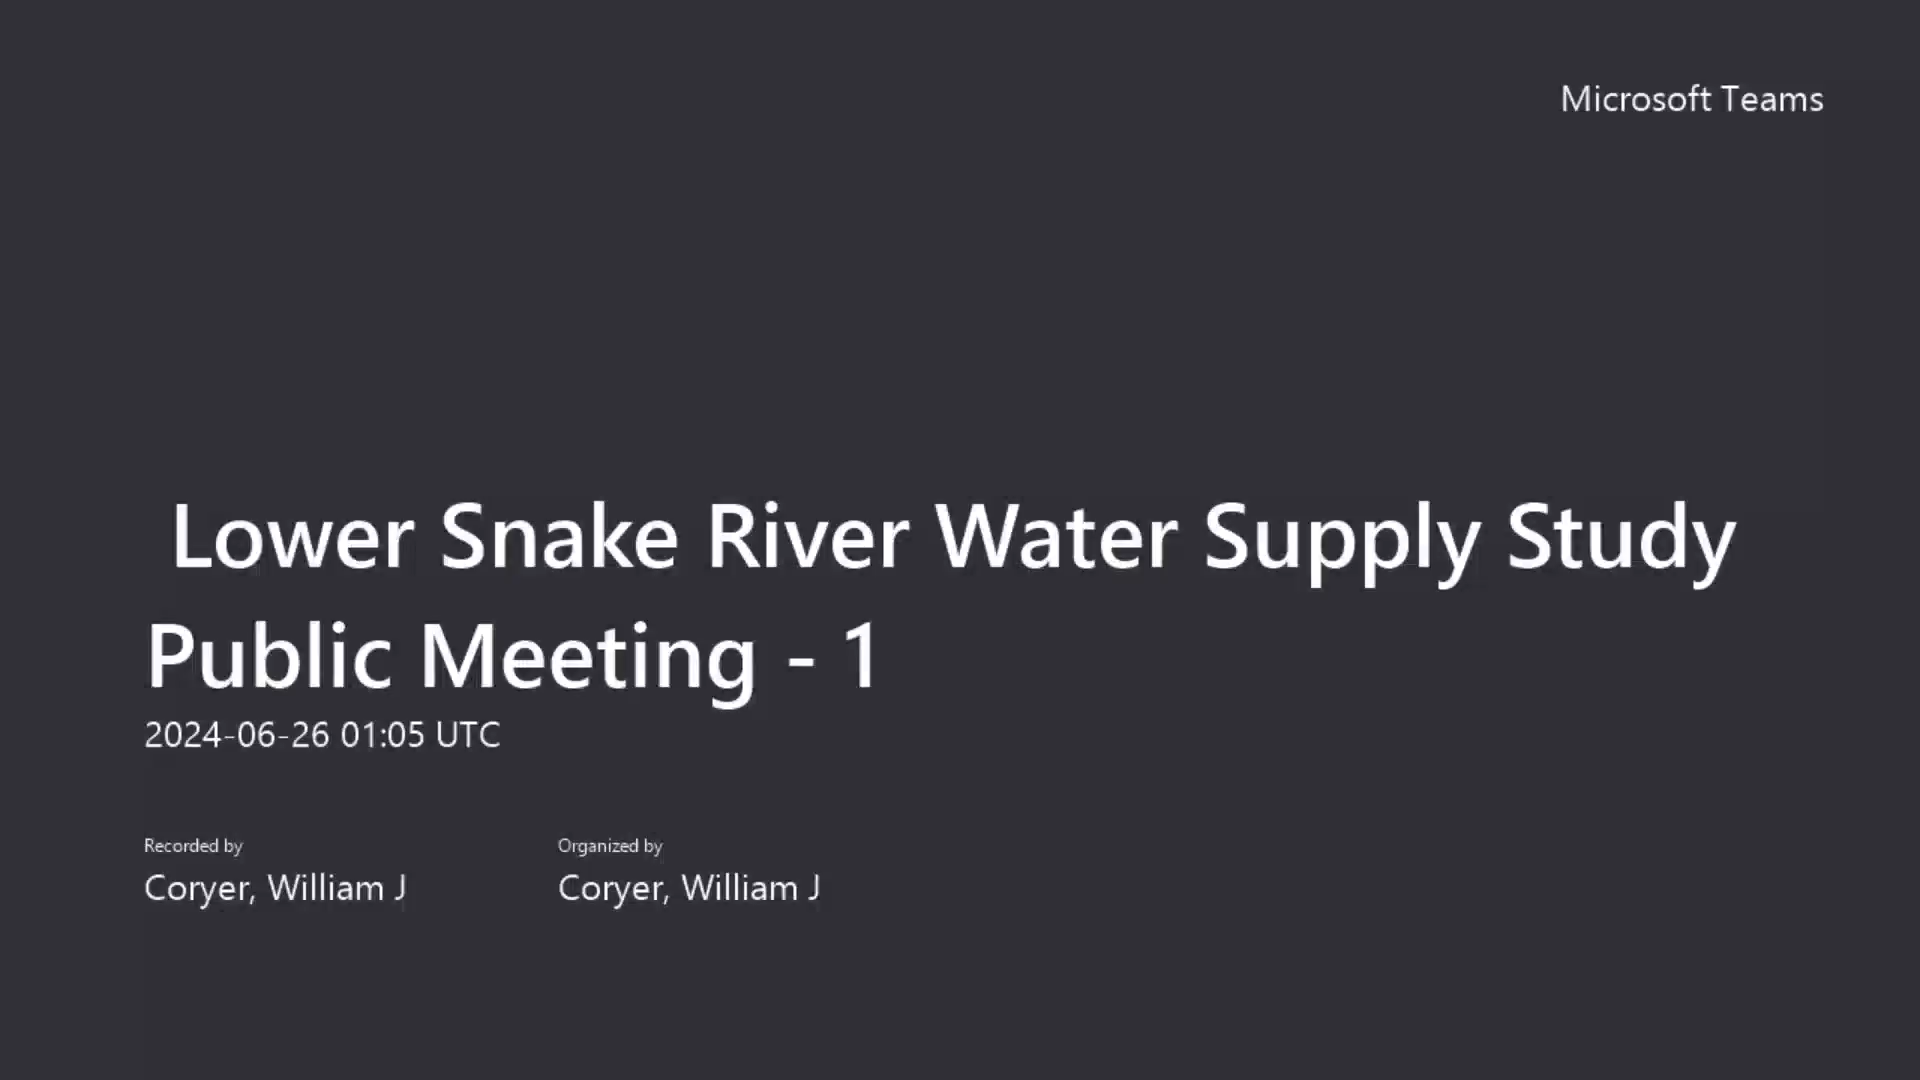 Microsoft Teams
Lower Snake River Water Supply Study
Public Meeting - 1
2024-06-26 01:05 UTC
Recorded by
Coryer, William J
Organized by
Coryer, William J